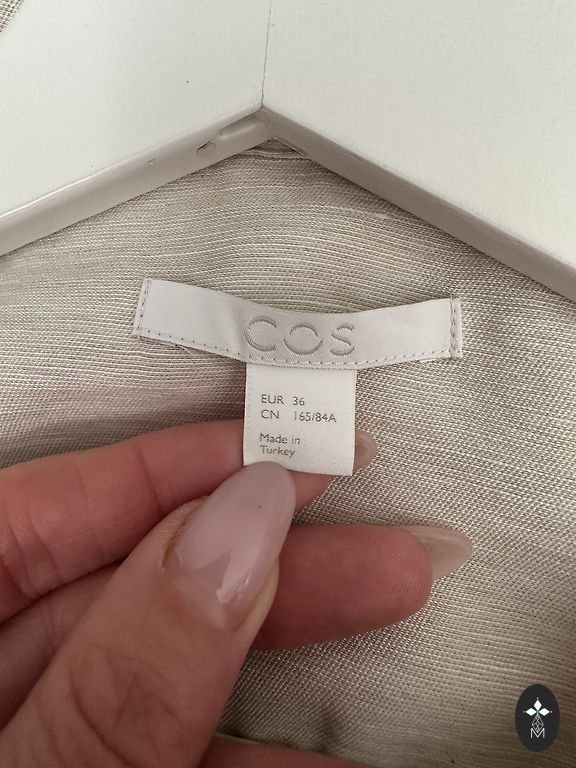 COS
EUR 36
CN 165/84A
Made in
Turkey
M